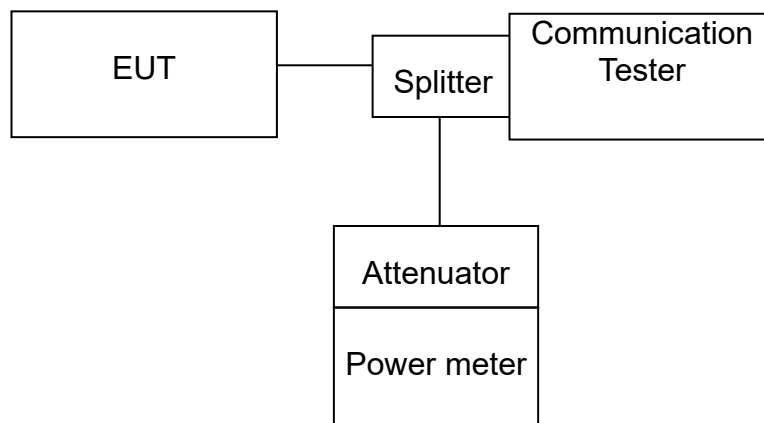 EUT
Splitter
Communication
Tester
Attenuator
Power meter